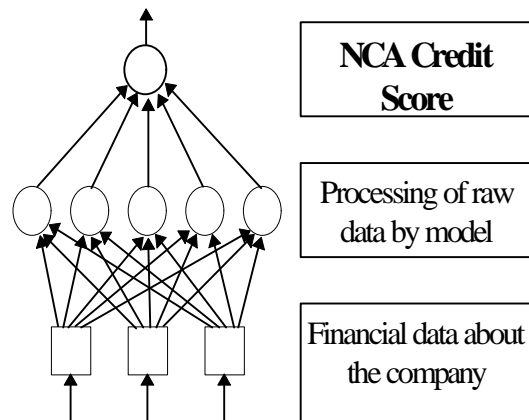 NCA Credit
Score
Processing of raw
data by model
Financial data about
the company